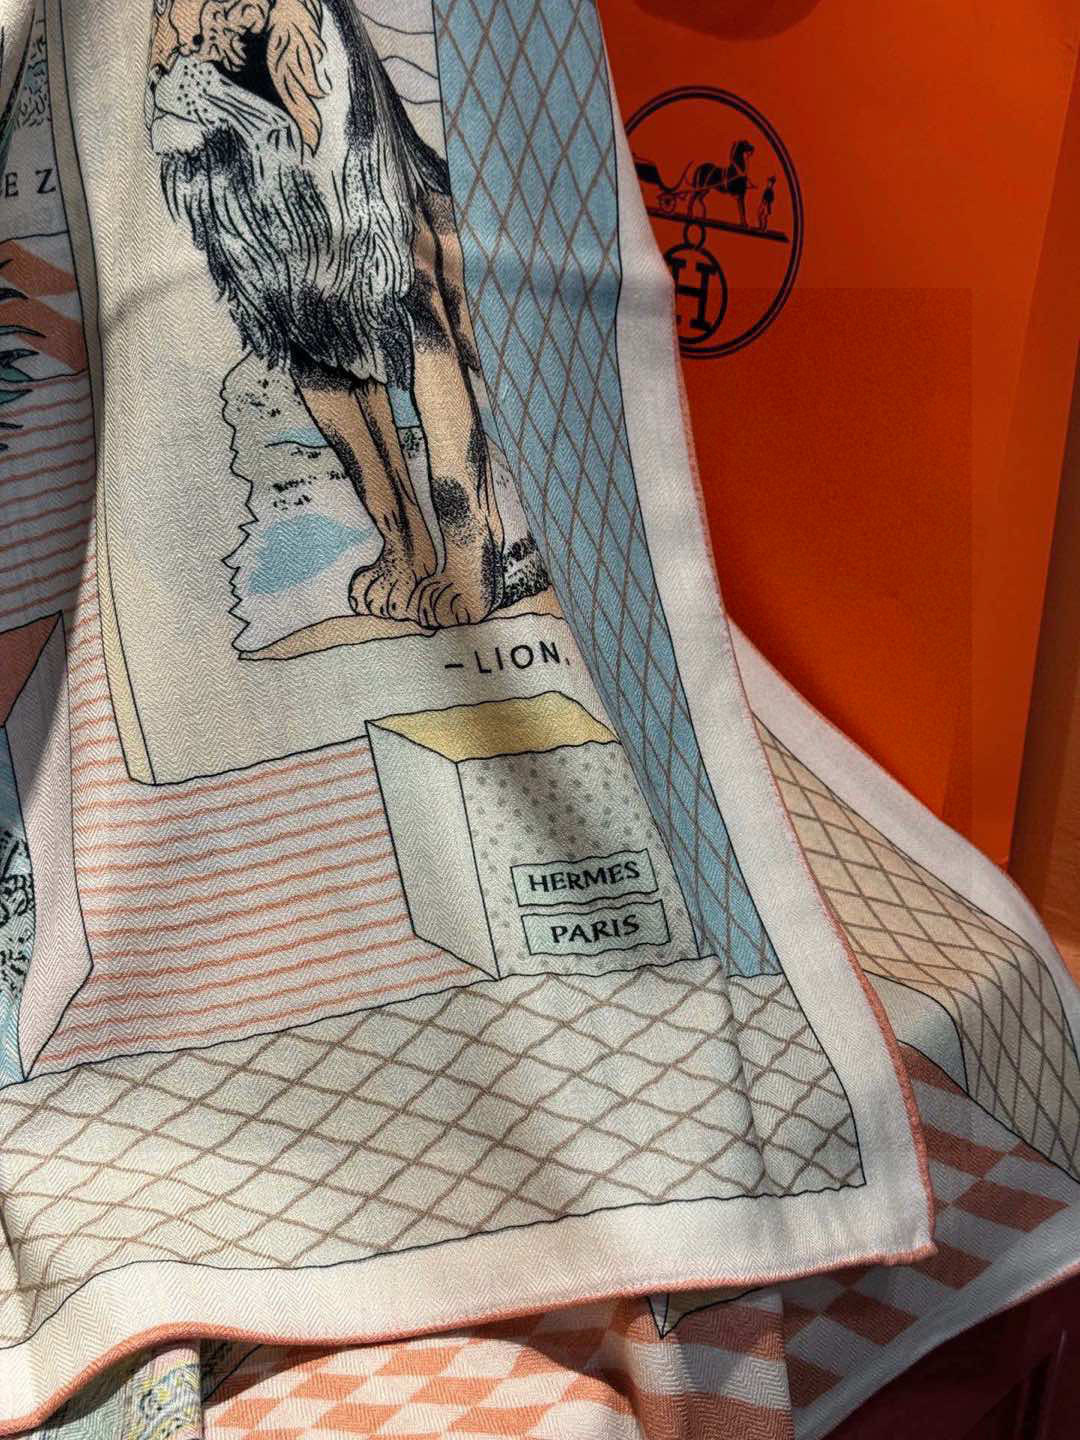 E Z
– LION.
HERMES
PARIS
H